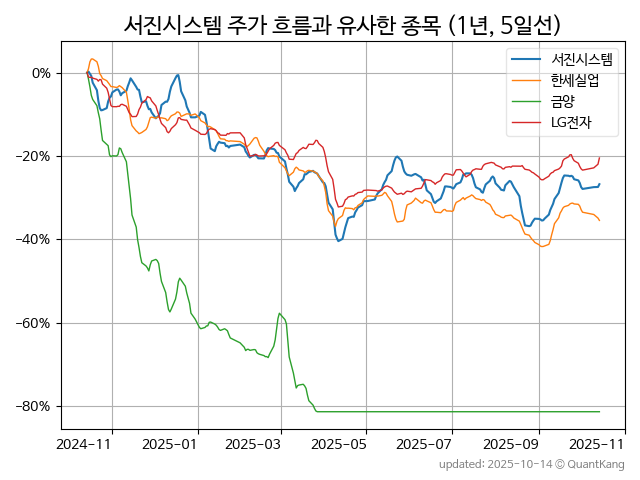 서진시스템 주가 흐름과 유사한 종목 (1년, 5일선)
서진시스템
한세실업
금양
LG전자
0%
−20%
−40%
−60%
−80%
2024-11 2025-01 2025-03 2025-05 2025-07 2025-09 2025-11
updated: 2025-10-14 © QuantKang